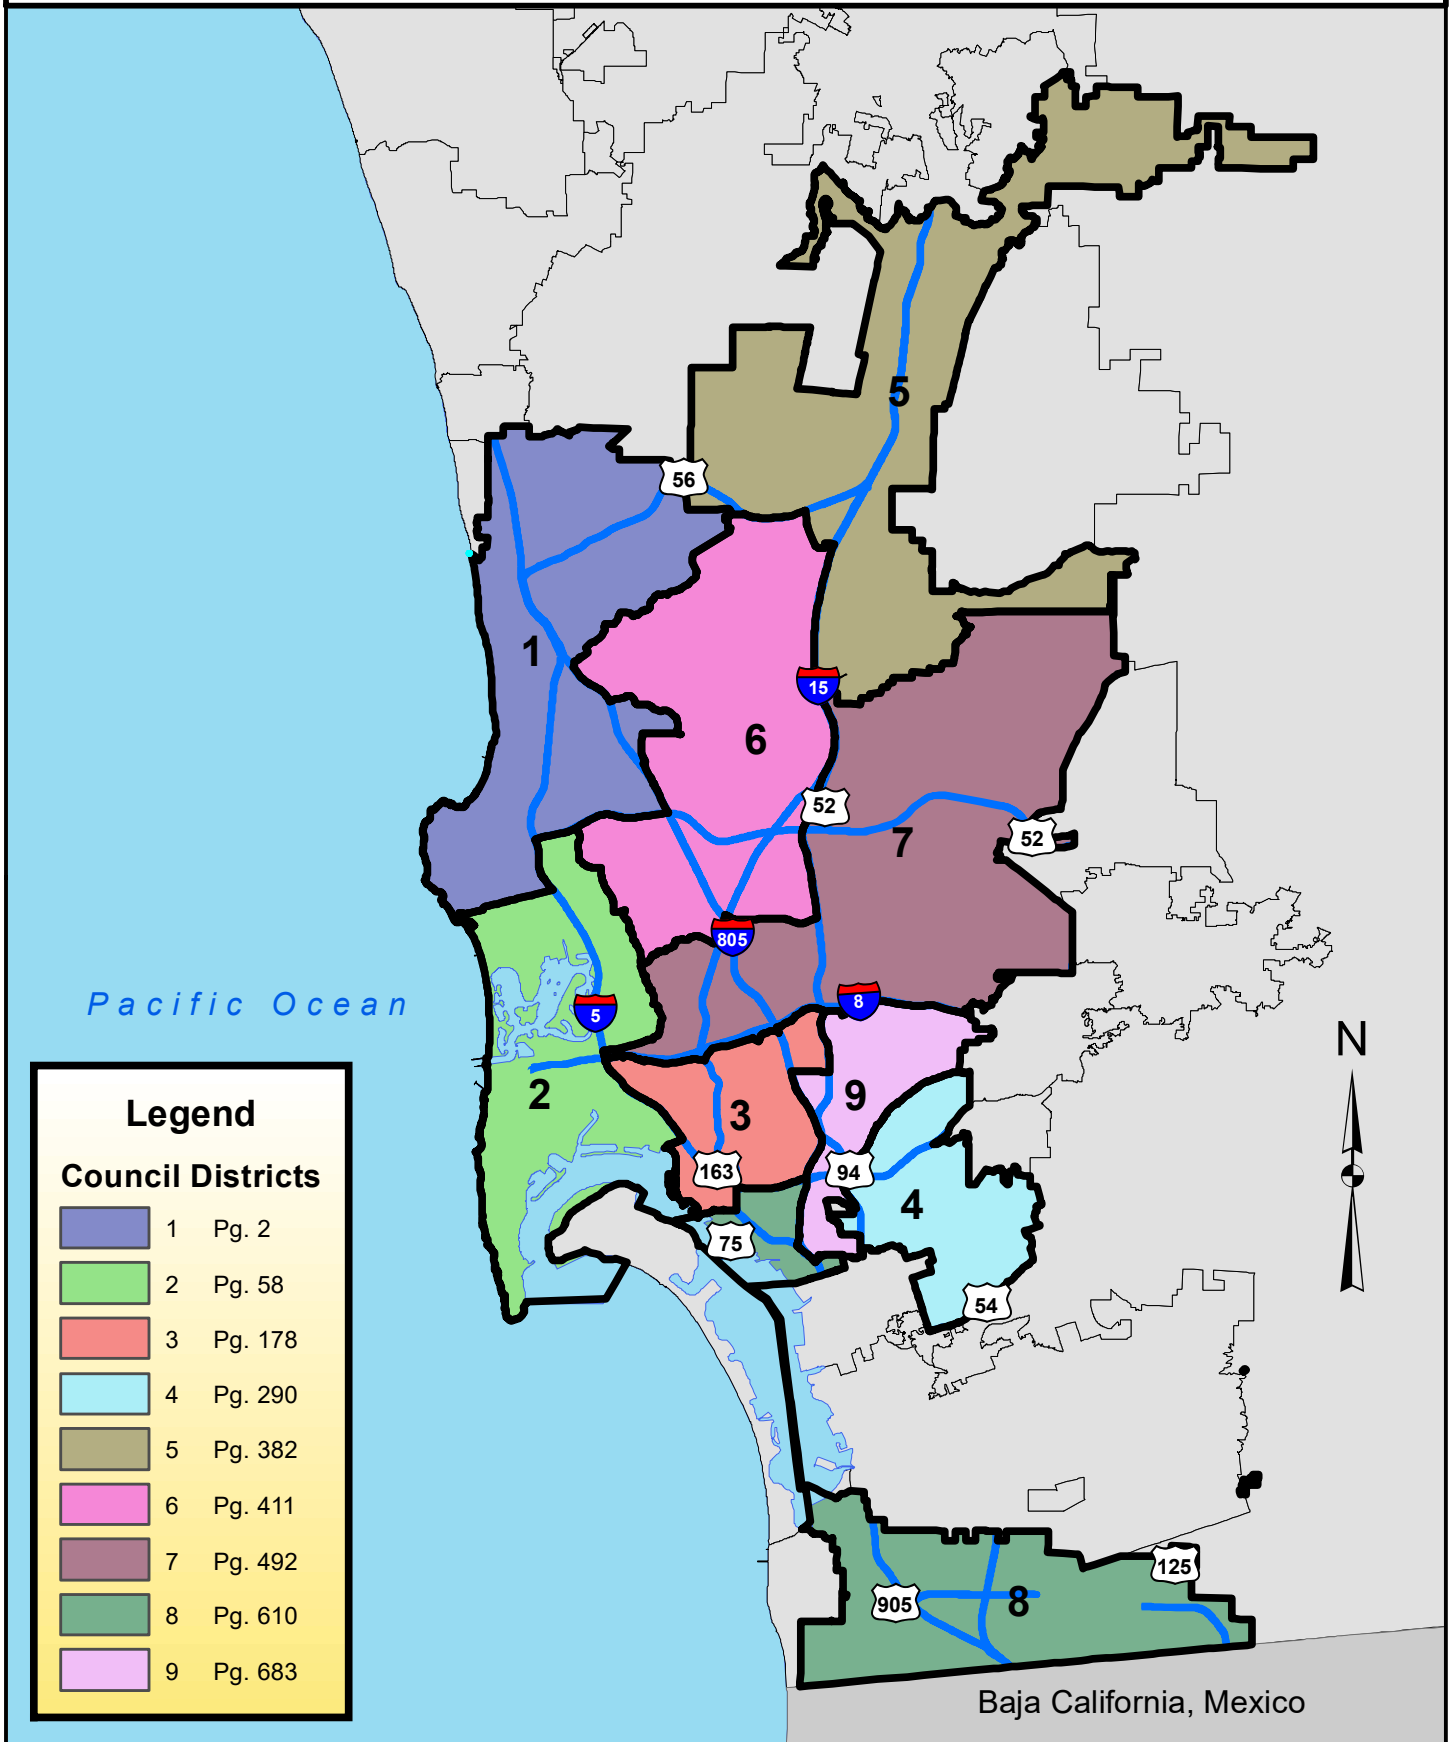 56
5
1
15
6
52
7
52
805
Pacific Ocean
8
5
N
2
3
9
163
94
4
75
54
Legend
Council Districts
1 Pg. 2
2 Pg. 58
3 Pg. 178
4 Pg. 290
5 Pg. 382
6 Pg. 411
7 Pg. 492
8 Pg. 610
9 Pg. 683
125
905
8
Baja California, Mexico